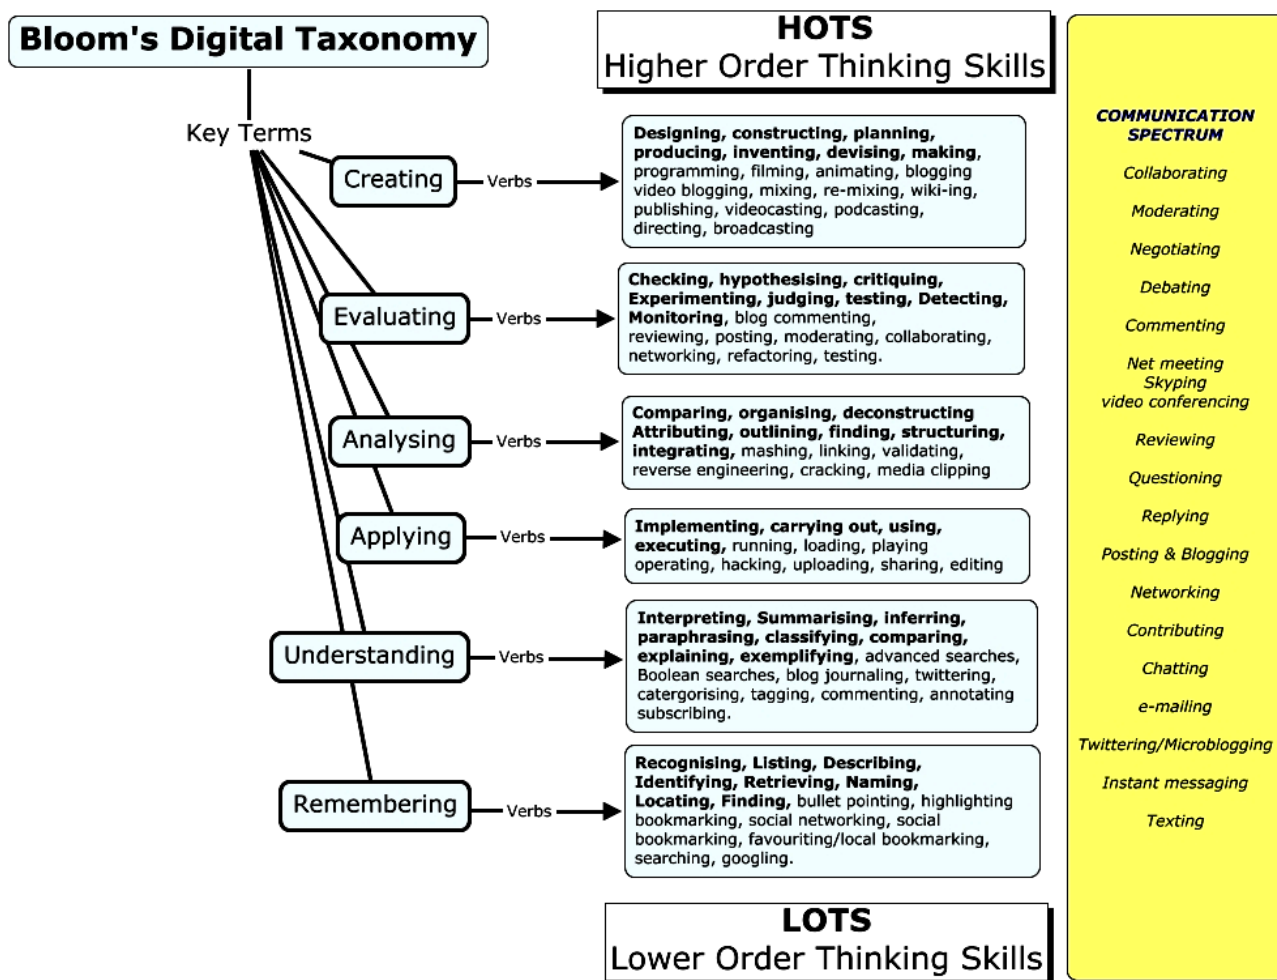 Bloom's Digital Taxonomy
HOTS
Higher Order Thinking Skills
Key Terms
Creating
Verbs
Designing, constructing, planning,
producing, inventing, devising, making,
programming, filming, animating, blogging
video blogging, mixing, re-mixing, wiki-ing,
publishing, videocasting, podcasting,
directing, broadcasting
Evaluating
Verbs
Checking, hypothesising, critiquing,
Experimenting, judging, testing, Detecting,
Monitoring, blog commenting,
reviewing, posting, moderating, collaborating,
networking, refactoring, testing.
Analysing
Verbs
Comparing, organising, deconstructing
Attributing, outlining, finding, structuring,
integrating, mashing, linking, validating,
reverse engineering, cracking, media clipping
Applying
Verbs
Implementing, carrying out, using,
executing, running, loading, playing
operating, hacking, uploading, sharing, editing
Understanding
Verbs
Interpreting, Summarising, inferring,
paraphrasing, classifying, comparing,
explaining, exemplifying, advanced searches,
Boolean searches, blog journaling, twittering,
catergorising, tagging, commenting, annotating
subscribing.
Remembering
Verbs
Recognising, Listing, Describing,
Identifying, Retrieving, Naming,
Locating, Finding, bullet pointing, highlighting
bookmarking, social networking, social
bookmarking, favouriting/local bookmarking,
searching, googling.
LOTS
Lower Order Thinking Skills
COMMUNICATION
SPECTRUM
Collaborating
Moderating
Negotiating
Debating
Commenting
Net meeting
Skyping
video conferencing
Reviewing
Questioning
Replying
Posting & Blogging
Networking
Contributing
Chatting
e-mailing
Twittering/Microblogging
Instant messaging
Texting